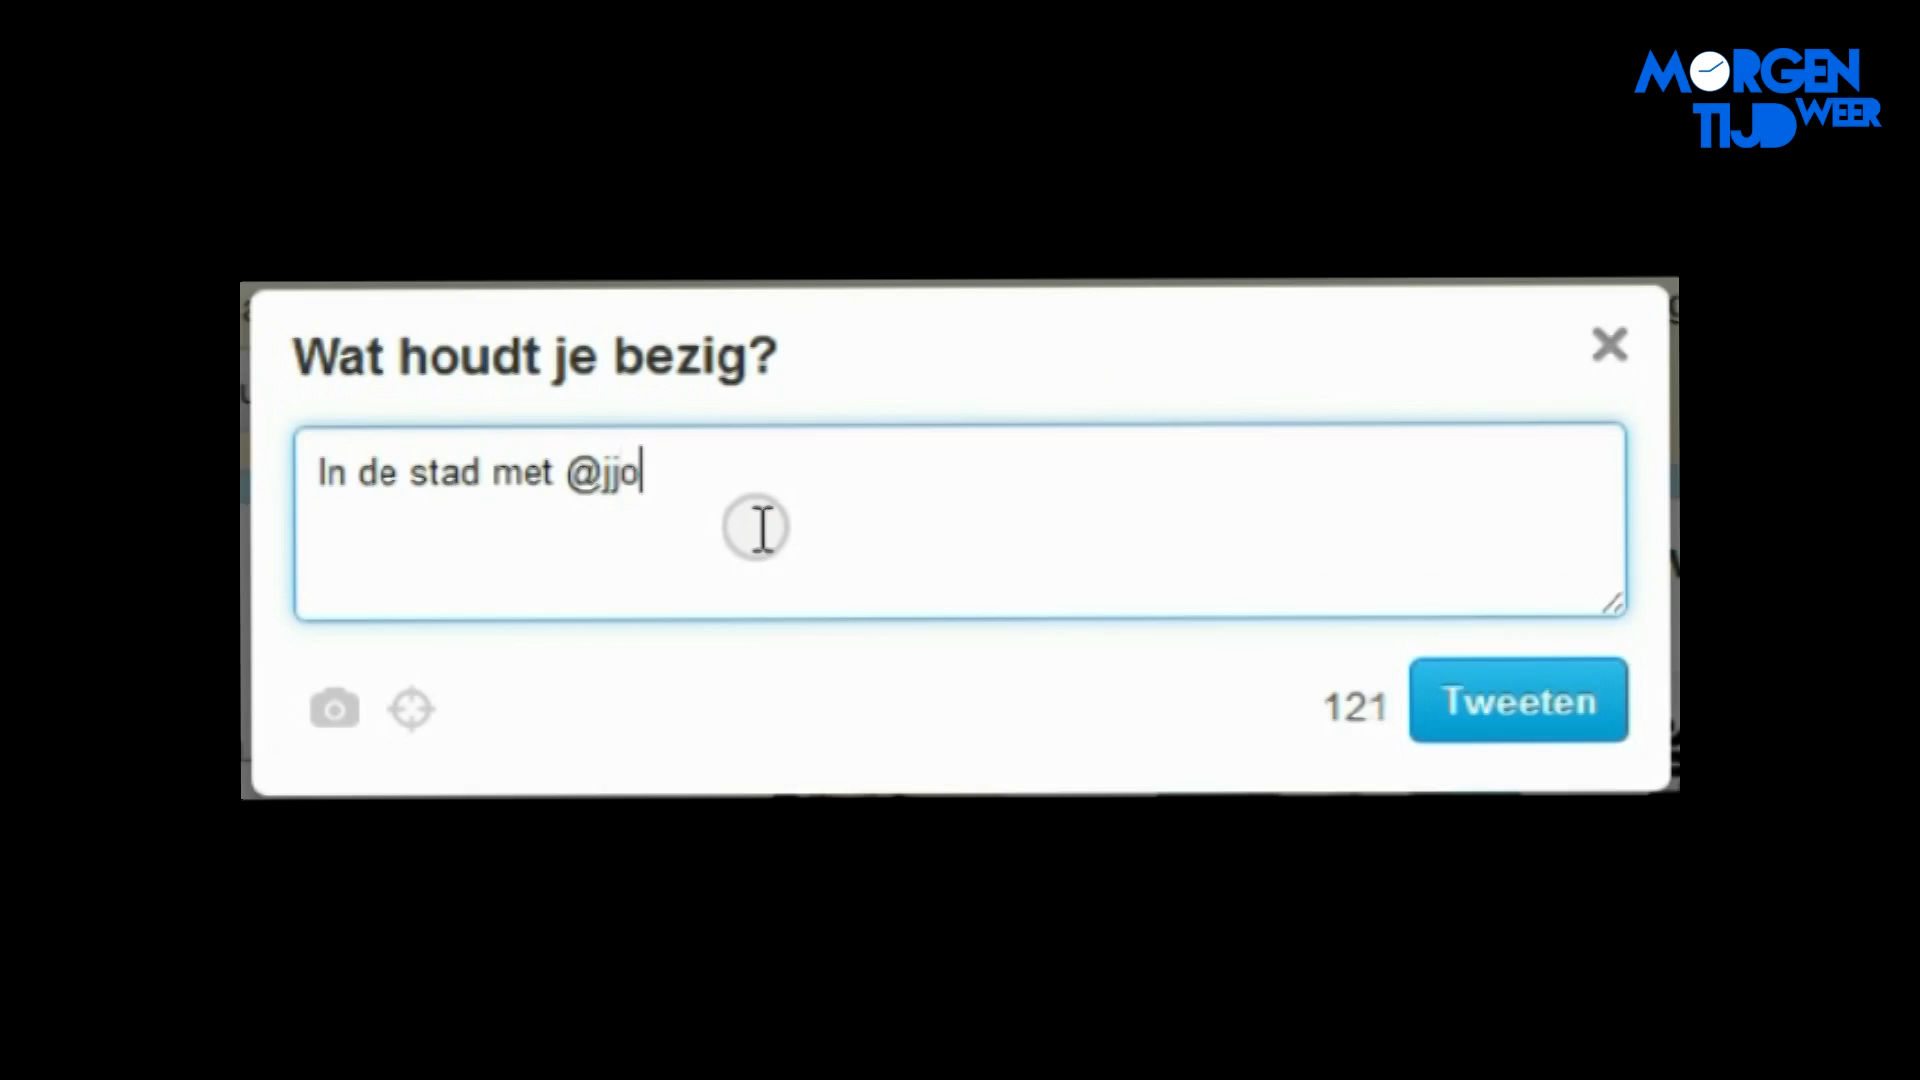 MORGEN
TIJD WEER
Wat houdt je bezig?
In de stad met @jjo
121
Tweeten